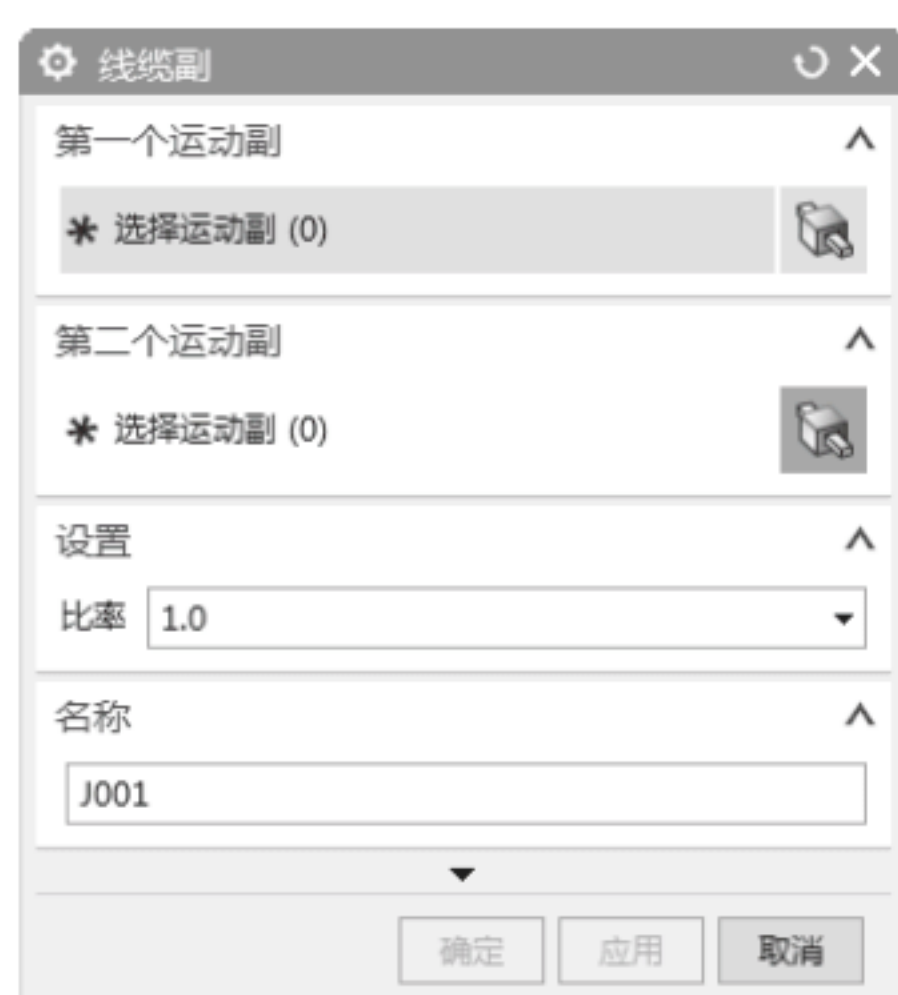 线缆副
第一个运动副
* 选择运动副 (0)
第二个运动副
* 选择运动副 (0)
设置
比率 1.0
名称
J001
确定 应用 取消